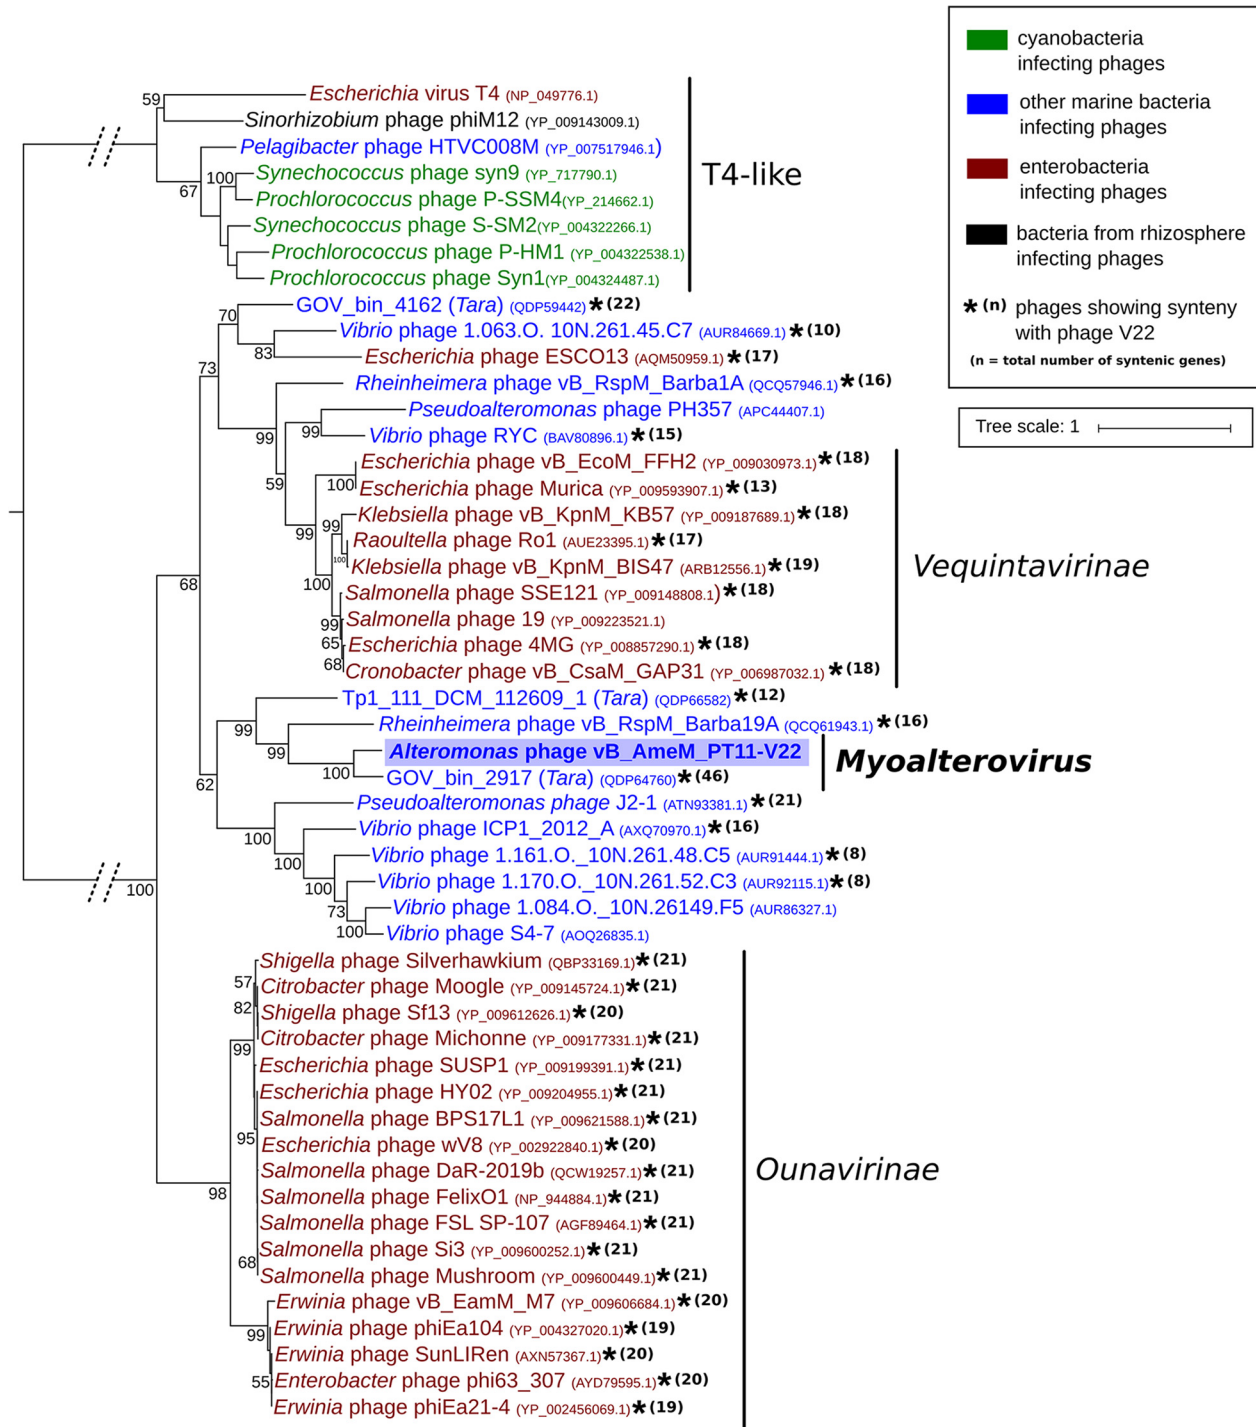 59
Escherichia virus T4 (NP_049776.1)
Sinorhizobium phage phiM12 (YP_009143009.1)
Pelagibacter phage HTVC008M (YP_007517946.1)
100
Synechococcus phage syn9 (YP_717790.1)
67
Prochlorococcus phage P-SSM4(YP_214662.1)
Synechococcus phage S-SM2(YP_004322266.1)
Prochlorococcus phage P-HM1 (YP_004322538.1)
Prochlorococcus phage Syn1(YP_004324487.1)
T4-like
GOV_bin_4162 (Tara) (QDP59442)*(22)
70
Vibrio phage 1.063.O. 10N.261.45.C7 (AUR84669.1)*(10)
83
Escherichia phage ESCO13 (AQM50959.1)*(17)
73
Rheinheimera phage vB_RspM_Barba1A (QCQ57946.1)*(16)
Pseudoalteromonas phage PH357 (APC44407.1)
99
99
Vibrio phage RYC (BAV80896.1)*(15)
Escherichia phage vB_EcoM_FFH2 (YP_009030973.1)*(18)
59
100
Escherichia phage Murica (YP_009593907.1)*(13)
Klebsiella phage vB_KpnM_KB57 (YP_009187689.1)*(18)
99
99
Raoultella phage Ro1 (AUE23395.1)*(17)
100
Klebsiella phage vB_KpnM_BIS47 (ARB12556.1)*(19)
Vequintavirinae
68
100
Salmonella phage SSE121 (YP_009148808.1)*(18)
99
Salmonella phage 19 (YP_009223521.1)
65
Escherichia phage 4MG (YP_008857290.1)*(18)
68
Cronobacter phage vB_CsaM_GAP31 (YP_006987032.1)*(18)
Tp1_111_DCM_112609_1 (Tara) (QDP66582)*(12)
99
Rheinheimera phage vB_RspM_Barba19A (QCQ61943.1)*(16)
99
Alteromonas phage vB_AmeM_PT11-V22
Myoalterovirus
100
GOV_bin_2917 (Tara) (QDP64760)*(46)
62
Pseudoalteromonas phage J2-1 (ATN93381.1)*(21)
100
Vibrio phage ICP1_2012_A (AXQ70970.1)*(16)
100
Vibrio phage 1.161.O._10N.261.48.C5 (AUR91444.1)*(8)
100
100
Vibrio phage 1.170.O._10N.261.52.C3 (AUR92115.1)*(8)
73
Vibrio phage 1.084.O._10N.26149.F5 (AUR86327.1)
100
Vibrio phage S4-7 (AOQ26835.1)
Shigella phage Silverhawkium (QBP33169.1)*(21)
57
Citrobacter phage Moogle (YP_009145724.1)*(21)
82
Shigella phage Sf13 (YP_009612626.1)*(20)
Citrobacter phage Michonne (YP_009177331.1)*(21)
99
Escherichia phage SUSP1 (YP_009199391.1)*(21)
Escherichia phage HY02 (YP_009204955.1)*(21)
Salmonella phage BPS17L1 (YP_009621588.1)*(21)
95
Escherichia phage wV8 (YP_002922840.1)*(20)
Salmonella phage DaR-2019b (QCW19257.1)*(21)
Ounavirinae
98
Salmonella phage FelixO1 (NP_944884.1)*(21)
Salmonella phage FSL SP-107 (AGF89464.1)*(21)
Salmonella phage Si3 (YP_009600252.1)*(21)
68
Salmonella phage Mushroom (YP_009600449.1)*(21)
Erwinia phage vB_EamM_M7 (YP_009606684.1)*(20)
99
Erwinia phage phiEa104 (YP_004327020.1)*(19)
Erwinia phage SunLIRen (AXN57367.1)*(20)
55
Enterobacter phage phi63_307 (AYD79595.1)*(20)
Erwinia phage phiEa21-4 (YP_002456069.1)*(19)
cyanobacteria
infecting phages
other marine bacteria
infecting phages
enterobacteria
infecting phages
bacteria from rhizosphere
infecting phages
*(n) phages showing synteny
with phage V22
(n = total number of syntenic genes)
Tree scale: 1